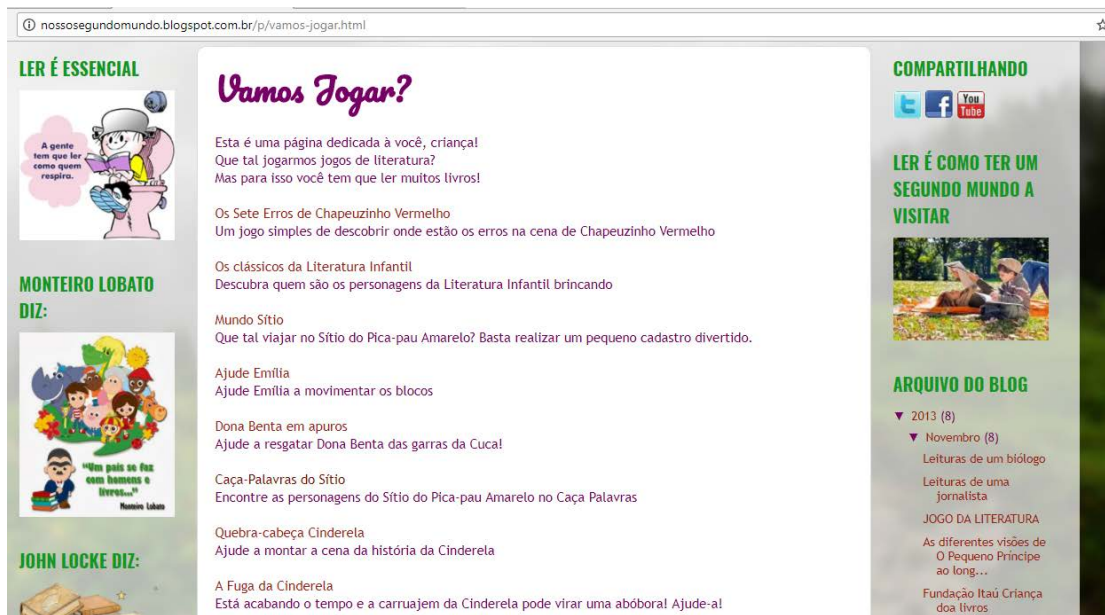 nossosegundomundo.blogspot.com.br/p/vamos-jogar.html
LER É ESSENCIAL
A gente
tem que ler
como quem
respira.
MONTEIRO LOBATO
DIZ:
"Um país se faz
com homens e
livros..."
Monteiro Lobato
JOHN LOCKE DIZ:
Vamos Jogar?
Esta é uma página dedicada à você, criança!
Que tal jogarmos jogos de literatura?
Mas para isso você tem que ler muitos livros!
Os Sete Erros de Chapeuzinho Vermelho
Um jogo simples de descobrir onde estão os erros na cena de Chapeuzinho Vermelho
Os clássicos da Literatura Infantil
Descubra quem são os personagens da Literatura Infantil brincando
Mundo Sítio
Que tal viajar no Sítio do Pica-pau Amarelo? Basta realizar um pequeno cadastro divertido.
Ajude Emília
Ajude Emília a movimentar os blocos
Dona Benta em apuros
Ajude a resgatar Dona Benta das garras da Cuca!
Caça-Palavras do Sítio
Encontre as personagens do Sítio do Pica-pau Amarelo no Caça Palavras
Quebra-cabeça Cinderela
Ajude a montar a cena da história da Cinderela
A Fuga da Cinderela
Está acabando o tempo e a carruajem da Cinderela pode virar uma abóbora! Ajude-a!
COMPARTILHANDO
You
Tube
LER É COMO TER UM
SEGUNDO MUNDO A
VISITAR
ARQUIVO DO BLOG
▼ 2013 (8)
▼ Novembro (8)
Leituras de um biólogo
Leituras de uma
jornalista
JOGO DA LITERATURA
As diferentes visões de
O Pequeno Príncipe
ao long...
Fundação Itaú Criança
doa livros